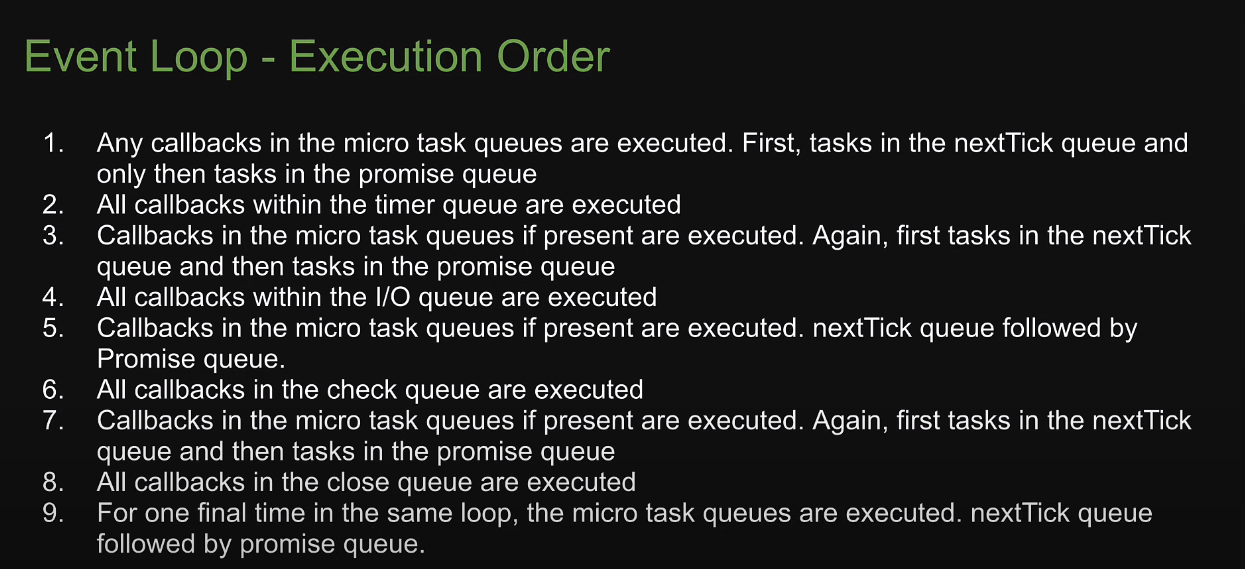 Event Loop - Execution Order
1. Any callbacks in the micro task queues are executed. First, tasks in the nextTick queue and
only then tasks in the promise queue
2. All callbacks within the timer queue are executed
3. Callbacks in the micro task queues if present are executed. Again, first tasks in the nextTick
queue and then tasks in the promise queue
4. All callbacks within the I/O queue are executed
5. Callbacks in the micro task queues if present are executed. nextTick queue followed by
Promise queue.
6. All callbacks in the check queue are executed
7. Callbacks in the micro task queues if present are executed. Again, first tasks in the nextTick
queue and then tasks in the promise queue
8. All callbacks in the close queue are executed
9. For one final time in the same loop, the micro task queues are executed. nextTick queue
followed by promise queue.